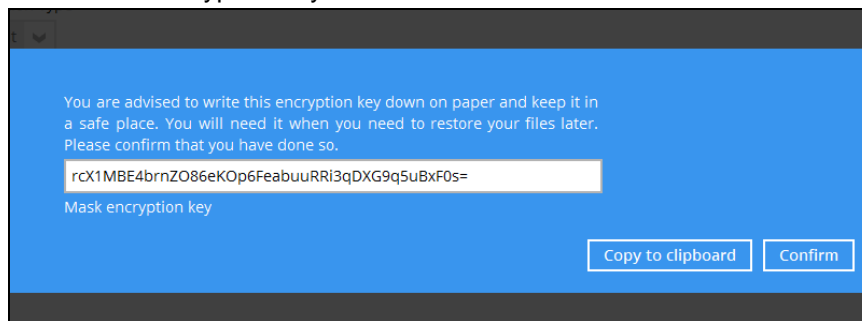 You are advised to write this encryption key down on paper and keep it in
a safe place. You will need it when you need to restore your files later.
Please confirm that you have done so.
rcX1MBE4brnZO86eKOp6FeabuuRRi3qDXG9q5uBxF0s=
Mask encryption key
Copy to clipboard Confirm